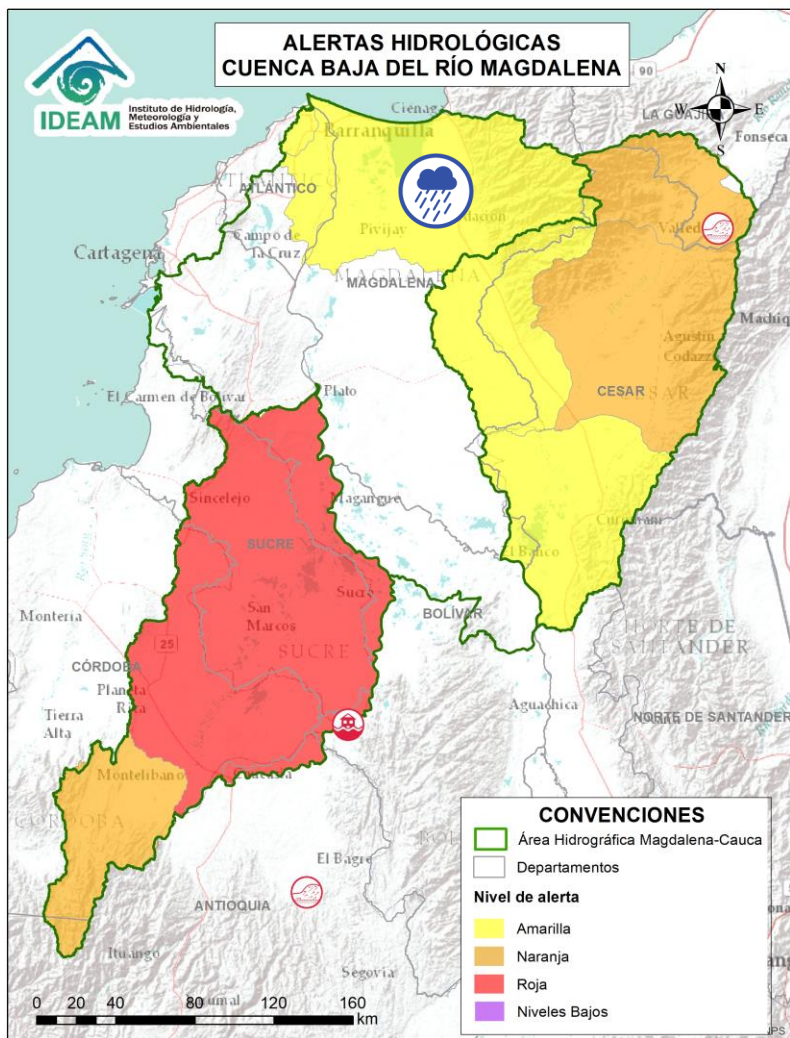 ALERTAS HIDROLÓGICAS
CUENCA BAJA DEL RÍO MAGDALENA
IDEAM
Instituto de Hidrología,
Meteorología y
Estudios Ambientales
N
W E
S
90
Ciénaga
LA GUAJIRA
Fonseca
Barranquilla
ATLÁNTICO
Campo de
la Cruz
Pivijay
Cartagena
MAGDALENA
MAGDALENA
Agustín
Codazzi
CESAR
El Carmen de Bolívar
Plato
Sincelejo
Magangué
SUCRE
El Banco
Sucre
San
Marcos
BOLÍVAR
Montería
SUCRE
25
CÓRDOBA
NORTE DE
SANTANDER
Planeta
Rica
Tierra
Alta
Aguachica
NORTE DE SANTANDER
Montelíbano
CÓRDOBA
El Bagre
ANTIOQUIA
Ituango
Segovia
0 20 40 80 120 160
km
CONVENCIONES
Área Hidrográfica Magdalena-Cauca
Departamentos
Nivel de alerta
Amarilla
Naranja
Roja
Niveles Bajos